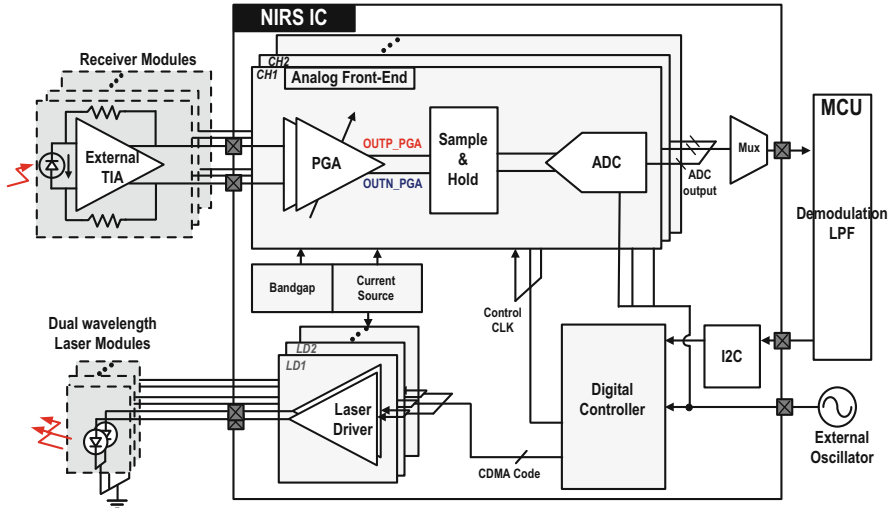 NIRS IC
Receiver Modules
CH2
CH1
Analog Front-End
External
TIA
PGA
OUTP_PGA
OUTN_PGA
Sample
&
Hold
ADC
ADC
output
Mux
MCU
Demodulation
LPF
Bandgap
Current
Source
Control
CLK
Dual wavelength
Laser Modules
LD2
LD1
Laser
Driver
Digital
Controller
I2C
CDMA Code
External
Oscillator